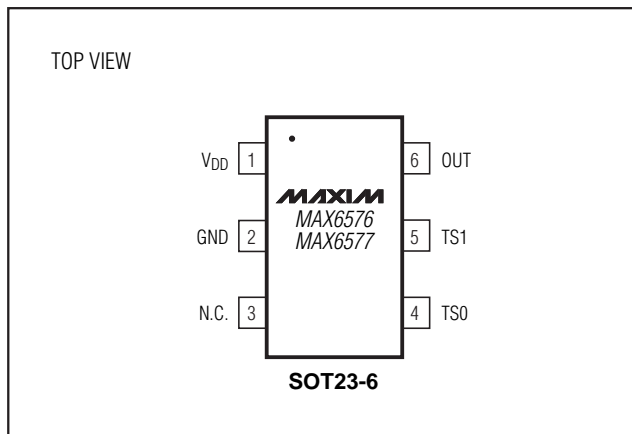 TOP VIEW
VDD 1
6 OUT
MAXIM
MAX6576
MAX6577
GND 2
5 TS1
N.C. 3
4 TS0
SOT23-6